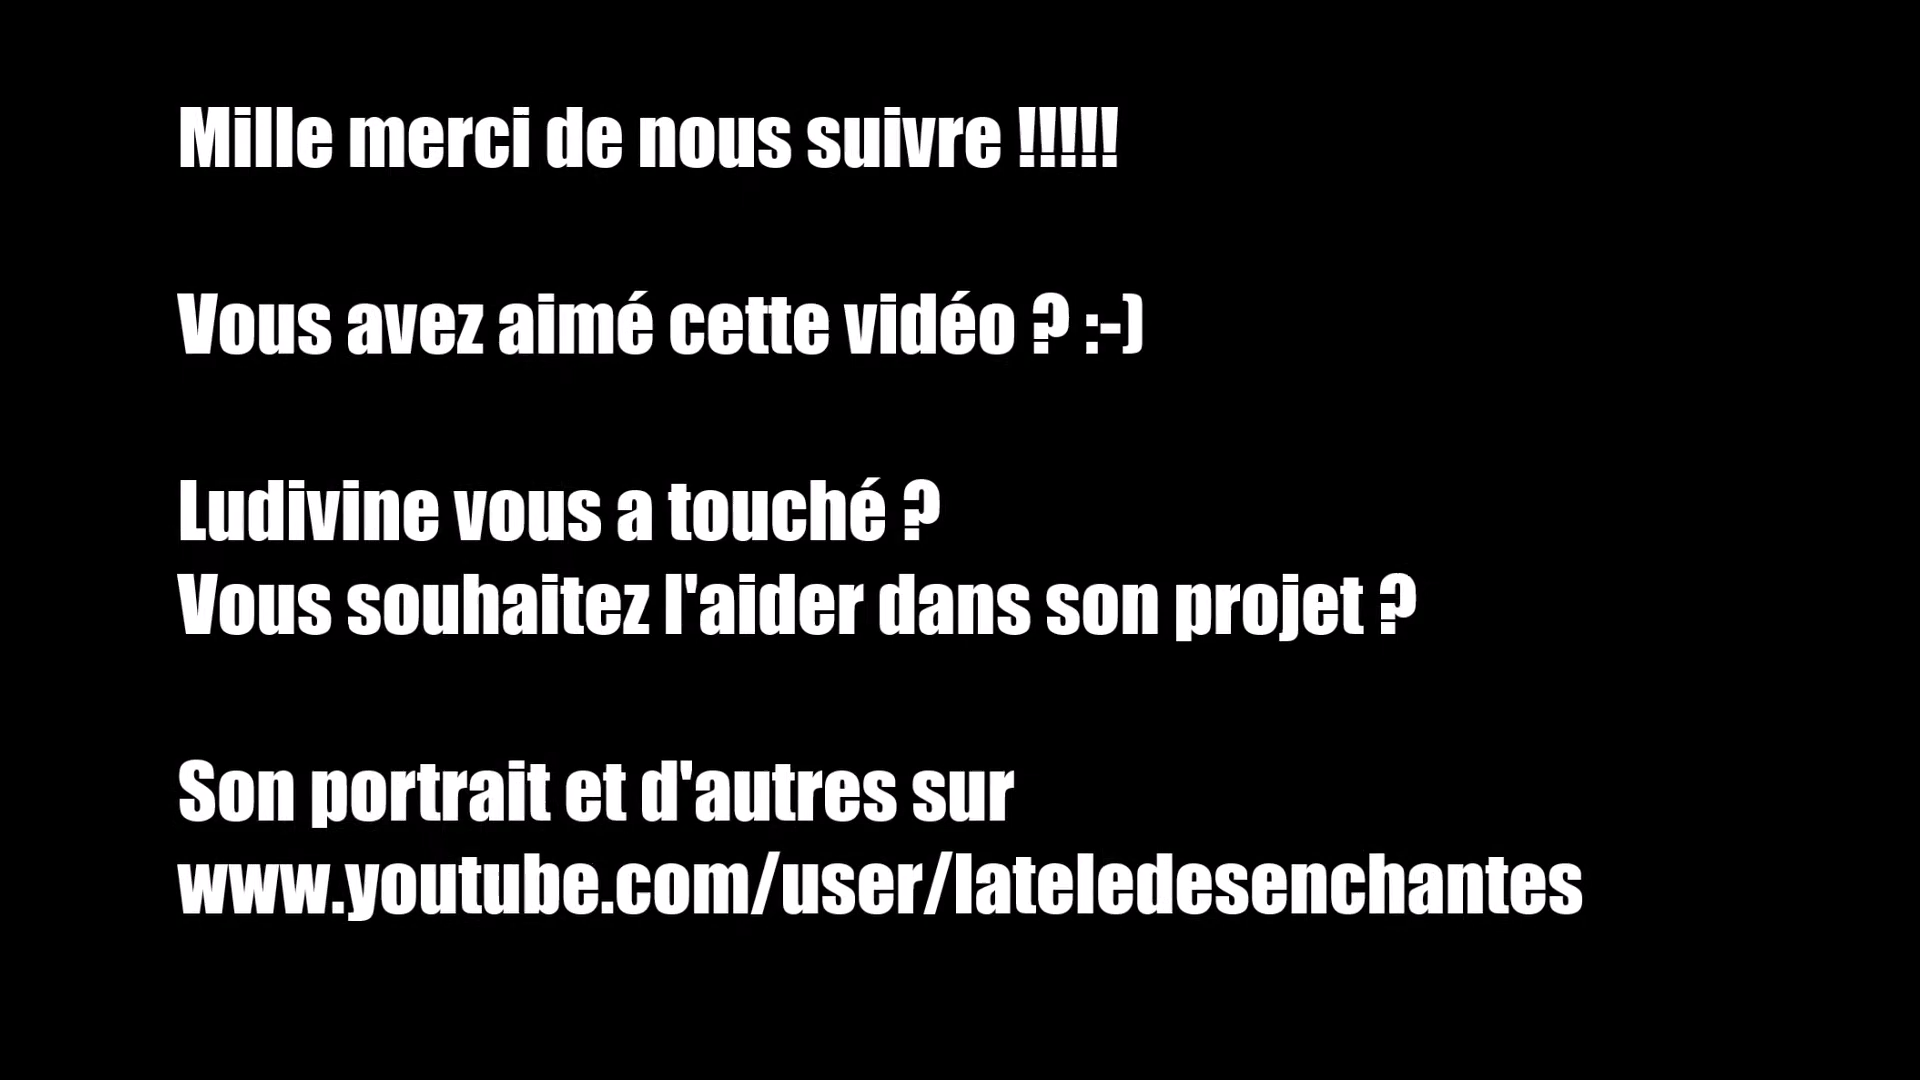 Mille merci de nous suivre !!!!!
Vous avez aimé cette vidéo ? :-)
Ludivine vous a touché ?
Vous souhaitez l'aider dans son projet ?
Son portrait et d'autres sur
www.youtube.com/user/lateledesenchantes